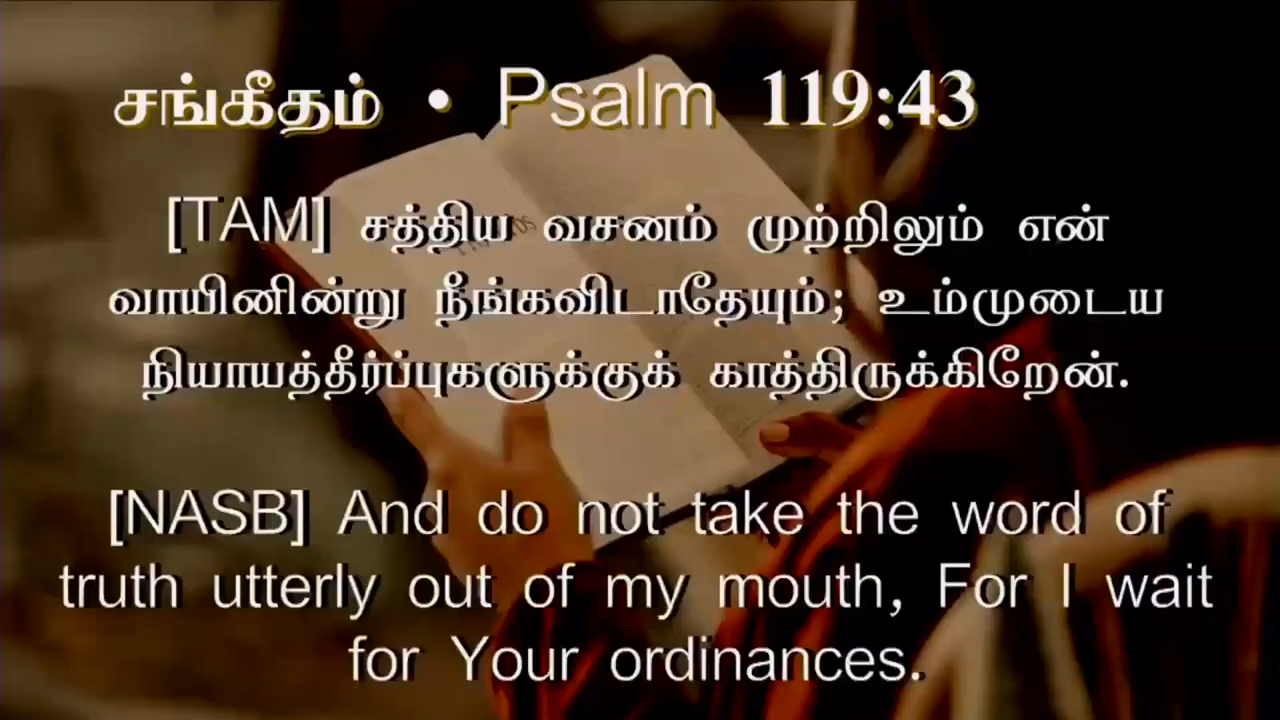 சங்கீதம் • Psalm 119:43
[TAM] சத்திய வசனம் முற்றிலும் என்
வாயினின்று நீங்கவிடாதேயும்; உம்முடைய
நியாயத்தீர்ப்புகளுக்குக் காத்திருக்கிறேன்.
[NASB] And do not take the word of
truth utterly out of my mouth, For I wait
for Your ordinances.